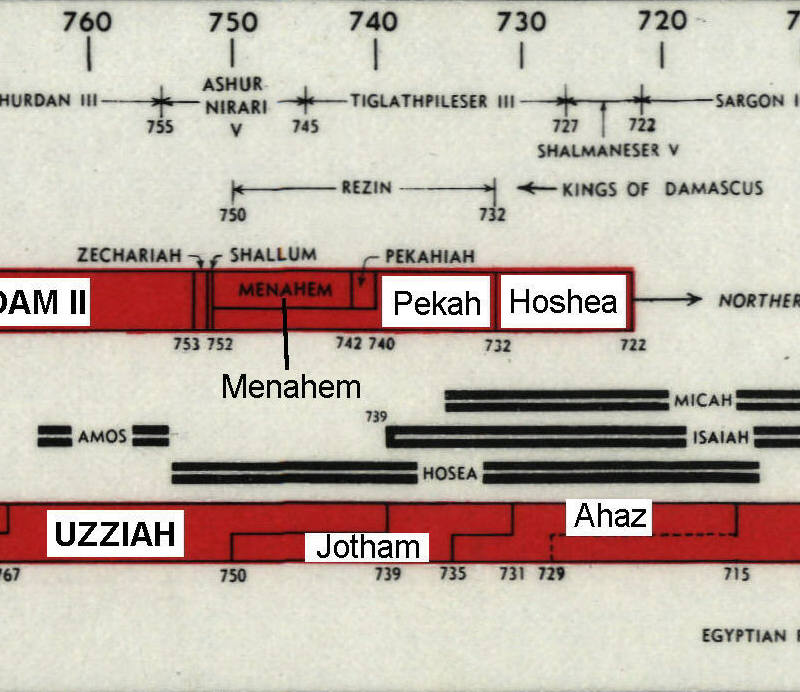 760 750 740 730 720 7
HURDAN III
ASHUR
NIRARI
V
TIGLATHPILESER III
SARGON I
755 745 727 722
SHALMANESER V
REZIN
KINGS OF DAMASCUS
750 732
ZECHARIAH SHALLUM PEKAHIAH
DAM II
MENAHEM
Pekah
Hoshea
NORTHER
753 752 742 740 732 722
Menahem
MICAH
739
AMOS
ISAIAH
HOSEA
UZZIAH
Jotham
Ahaz
767 750 739 735 731 729 715
EGYPTIAN